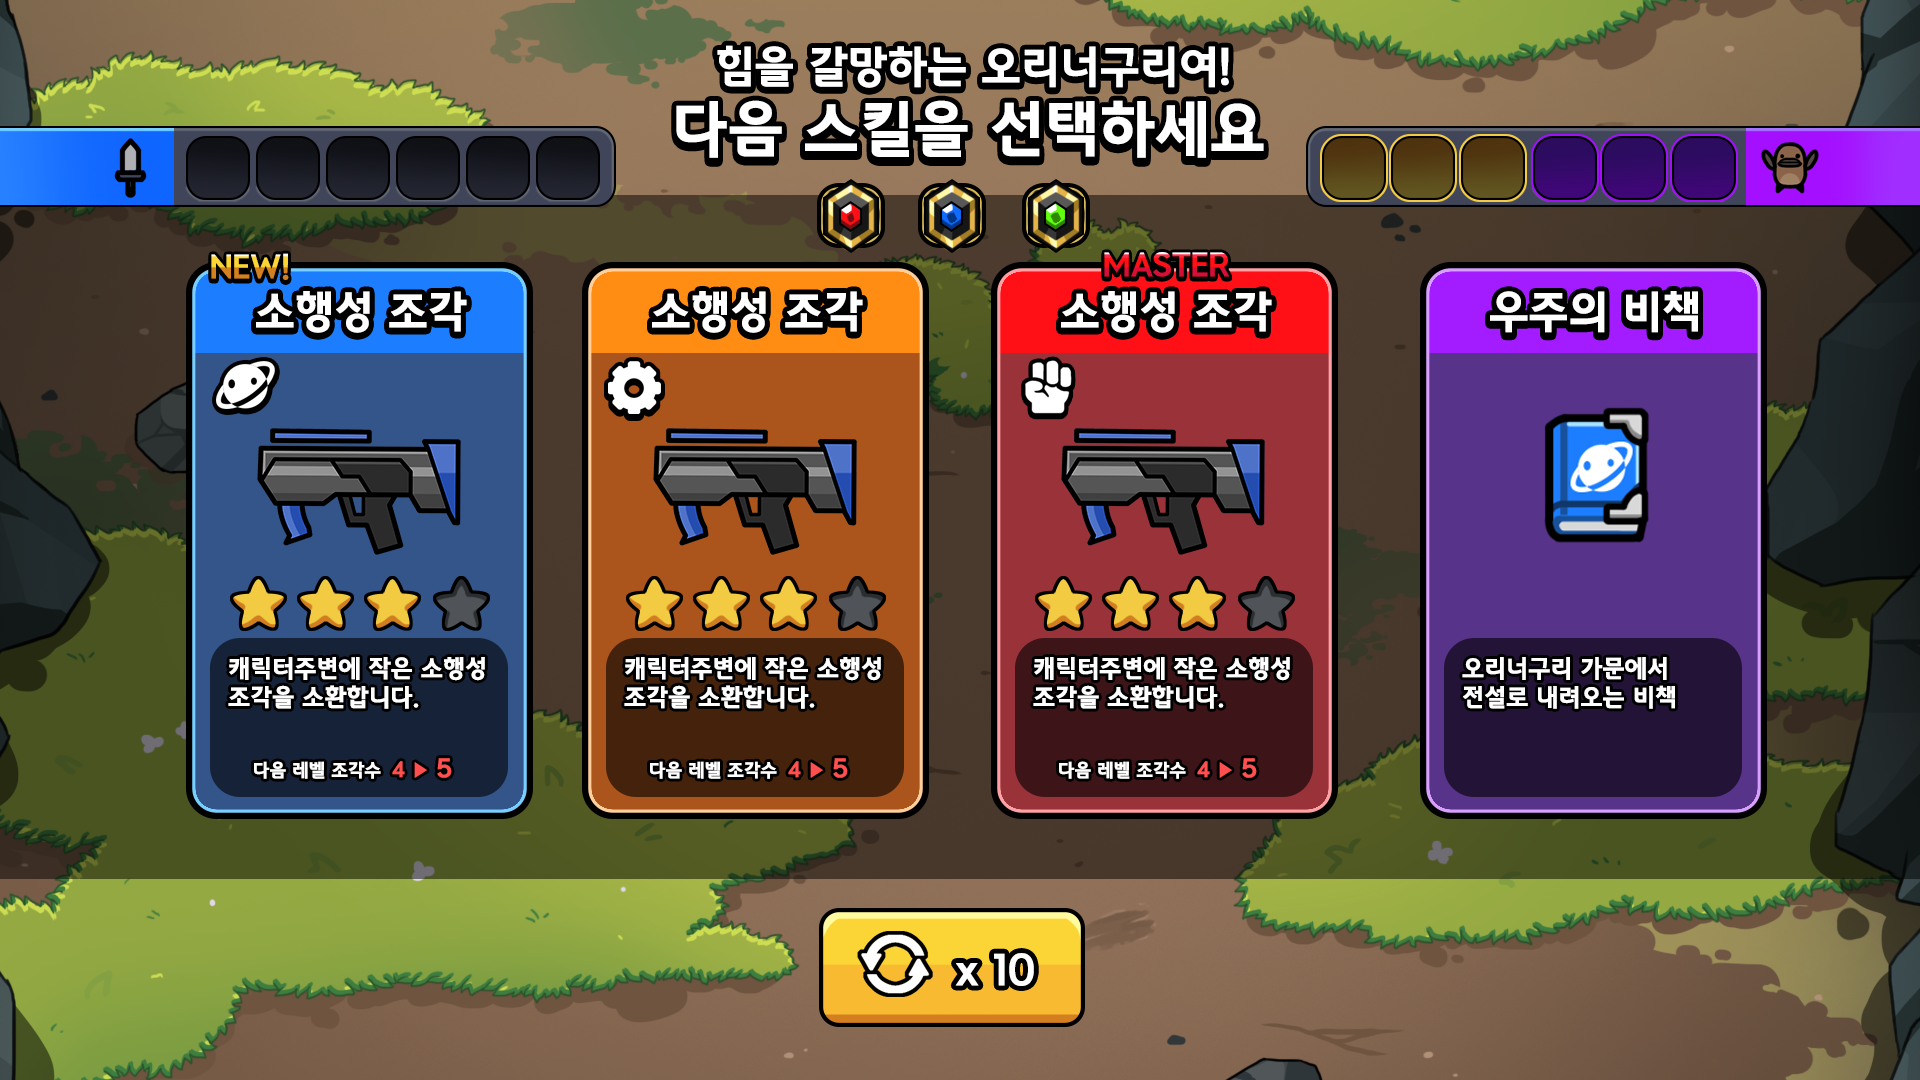 힘을 갈망하는 오리너구리여!
다음 스킬을 선택하세요
NEW!
소행성 조각
캐릭터주변에 작은 소행성
조각을 소환합니다.
다음 레벨 조각수 4 ▶ 5
소행성 조각
캐릭터주변에 작은 소행성
조각을 소환합니다.
다음 레벨 조각수 4 ▶ 5
MASTER
소행성 조각
캐릭터주변에 작은 소행성
조각을 소환합니다.
다음 레벨 조각수 4 ▶ 5
우주의 비책
오리너구리 가문에서
전설로 내려오는 비책
x 10